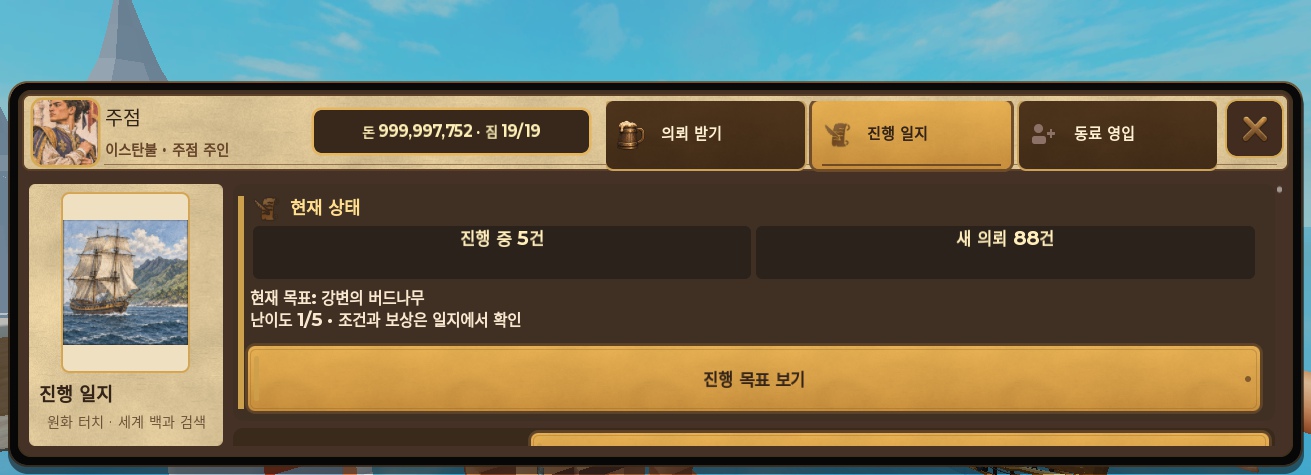 주점
이스탄불 • 주점 주인
돈 999,997,752 · 짐 19/19
의뢰 받기
진행 일지
동료 영입
현재 상태
진행 중 5건
새 의뢰 88건
현재 목표: 강변의 버드나무
난이도 1/5 • 조건과 보상은 일지에서 확인
진행 목표 보기
진행 일지
원화 터치 · 세계 백과 검색